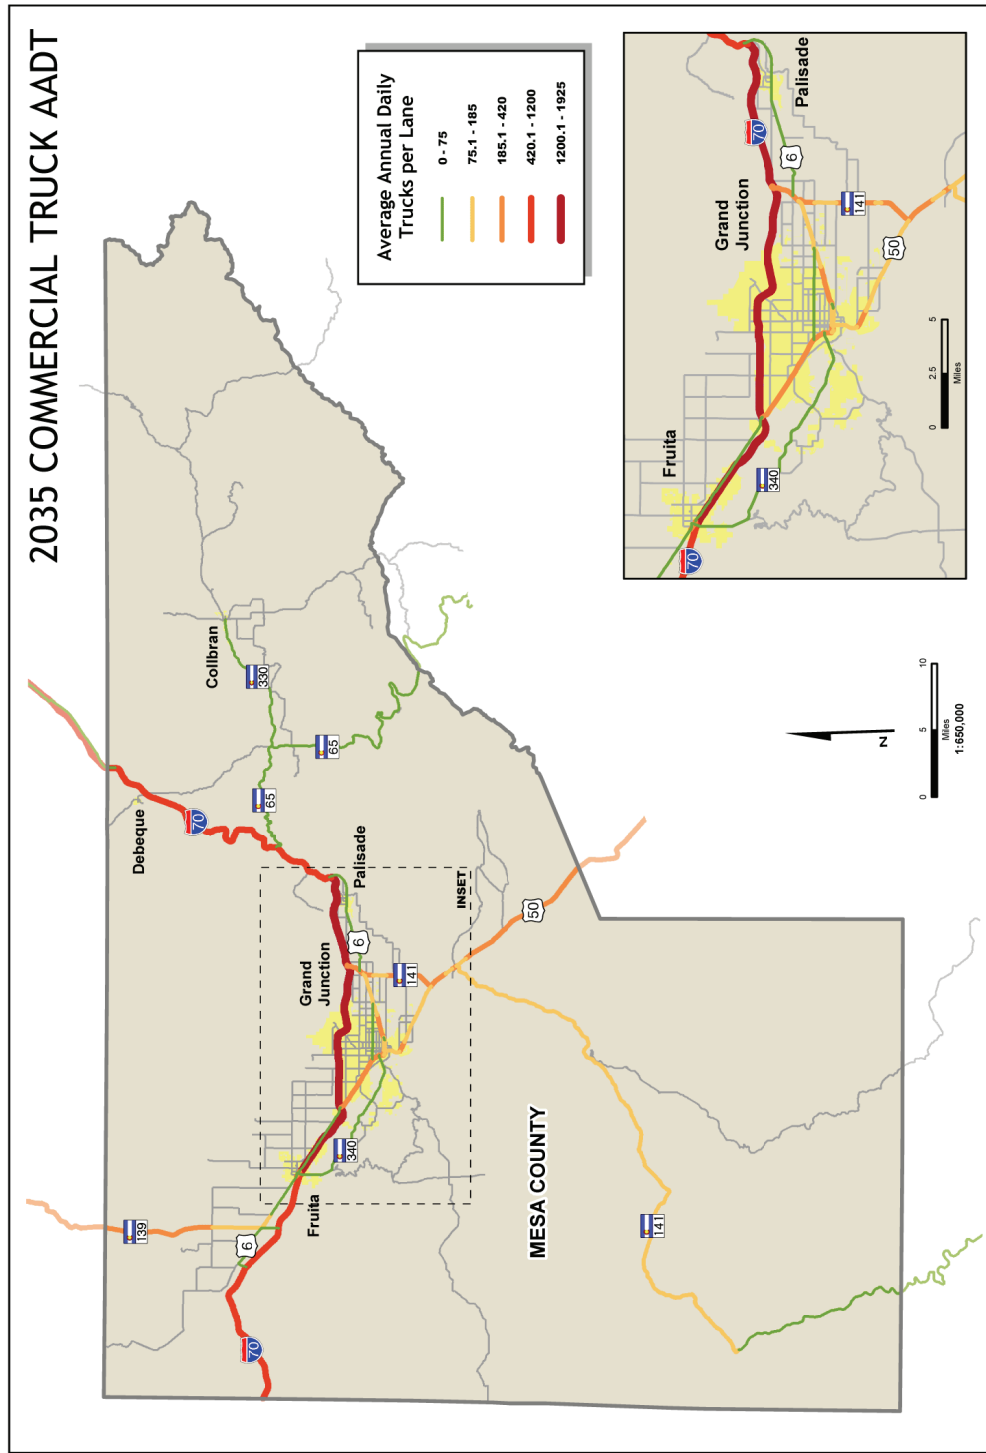 2035 COMMERCIAL TRUCK AADT
Average Annual Daily
Trucks per Lane
0 - 75
75.1 - 185
185.1 - 420
420.1 - 1200
1200.1 - 1925
Collbran
330
65
65
Debeque
70
Palisade
Grand
Junction
6
INSET
50
141
139
6
Fruita
340
70
MESA COUNTY
141
N
0
5
10
Miles
1:650,000
Fruita
70
340
Grand
Junction
70
Palisade
6
141
50
0
2.5
5
Miles